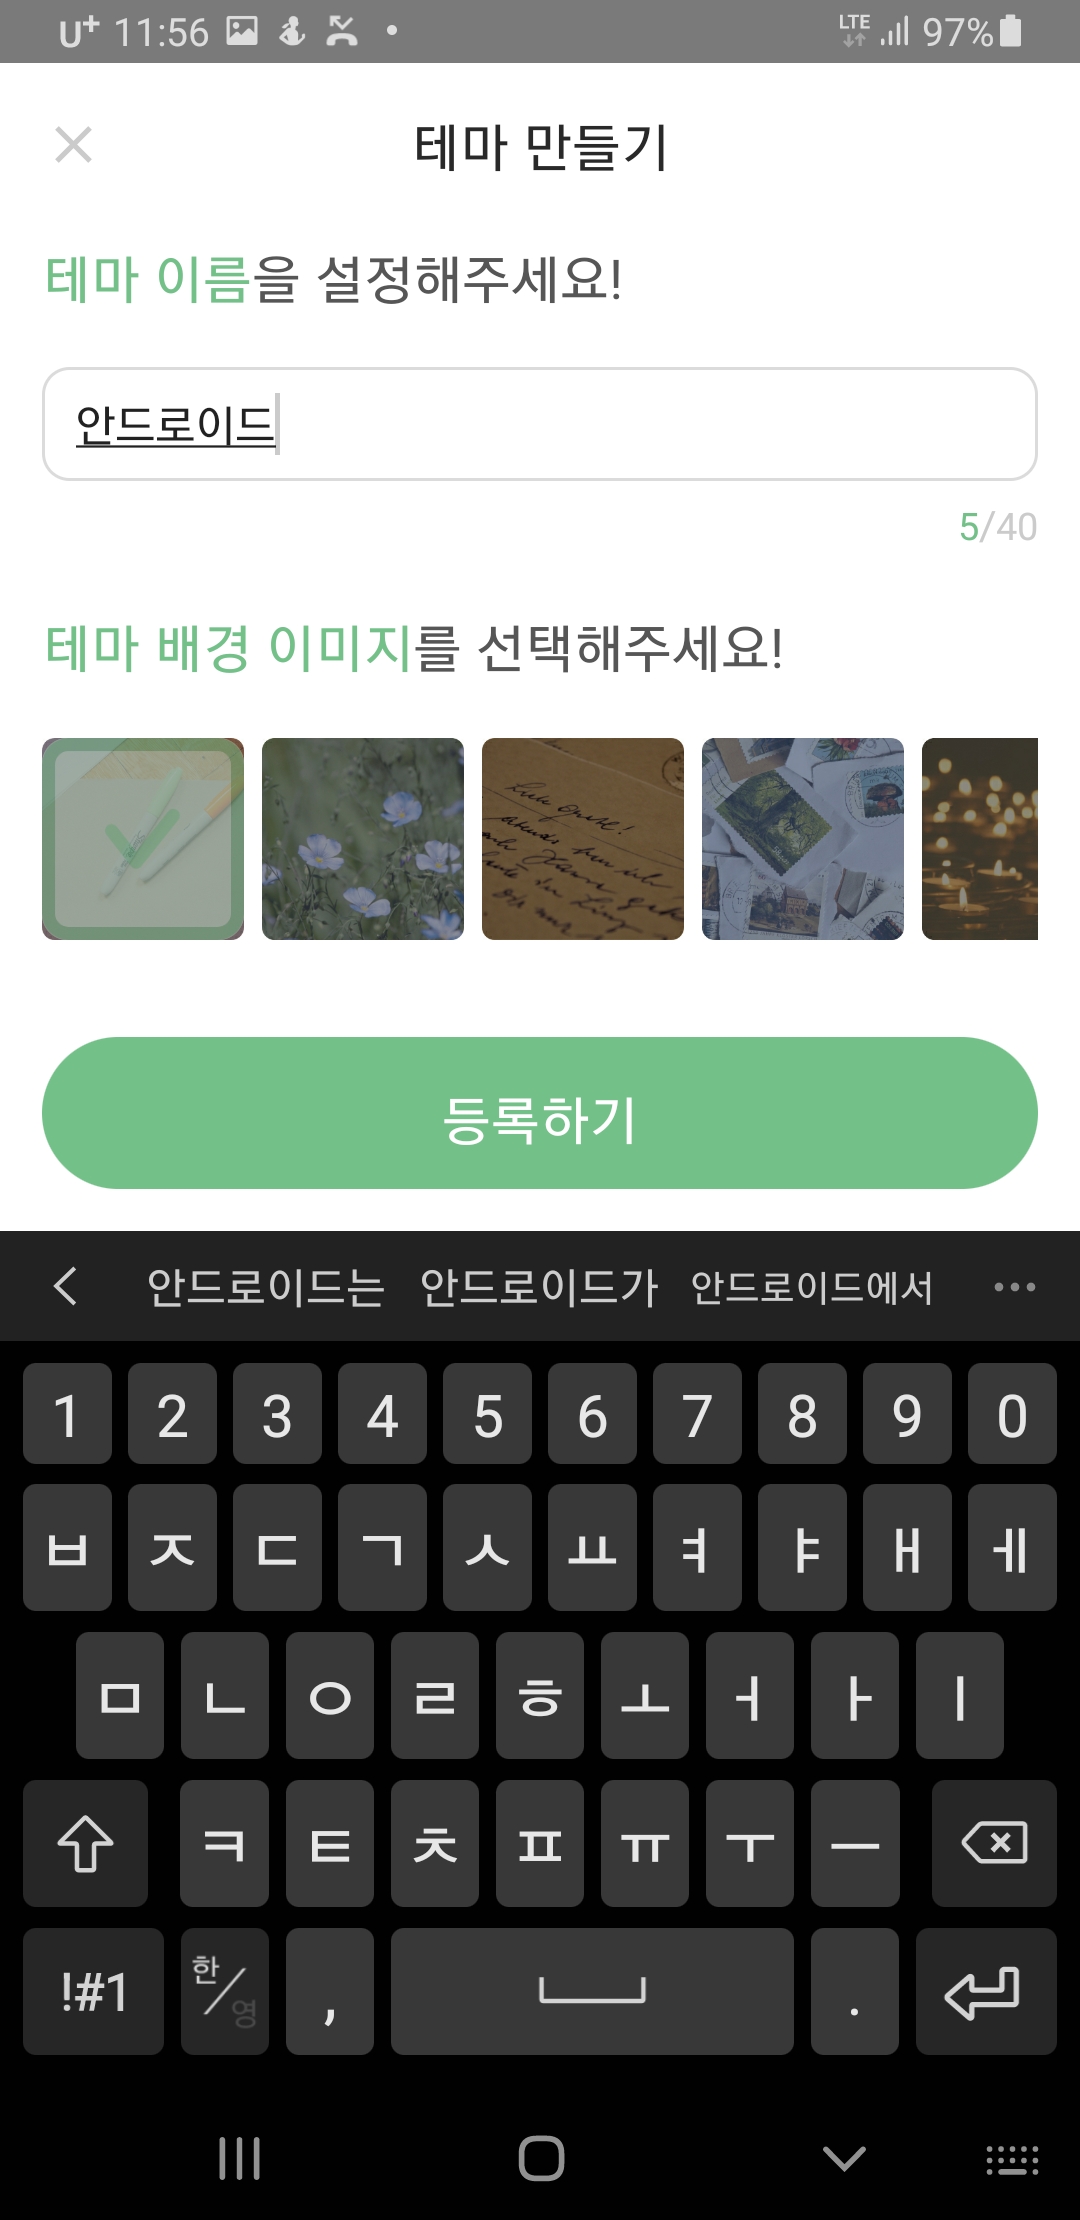 U+ 11:56 LTE 97%
테마 만들기
테마 이름을 설정해주세요!
안드로이드
5/40
테마 배경 이미지를 선택해주세요!
등록하기
안드로이드는 안드로이드가 안드로이드에서
1 2 3 4 5 6 7 8 9 0
ㅂ ㅈ ㄷ ㄱ ㅅ ㅛ ㅕ ㅑ ㅐ ㅔ
ㅁ ㄴ ㅇ ㄹ ㅎ ㅗ ㅓ ㅏ ㅣ
ㅋ ㅌ ㅊ ㅍ ㅠ ㅜ ㅡ
!#1 한/영 , .